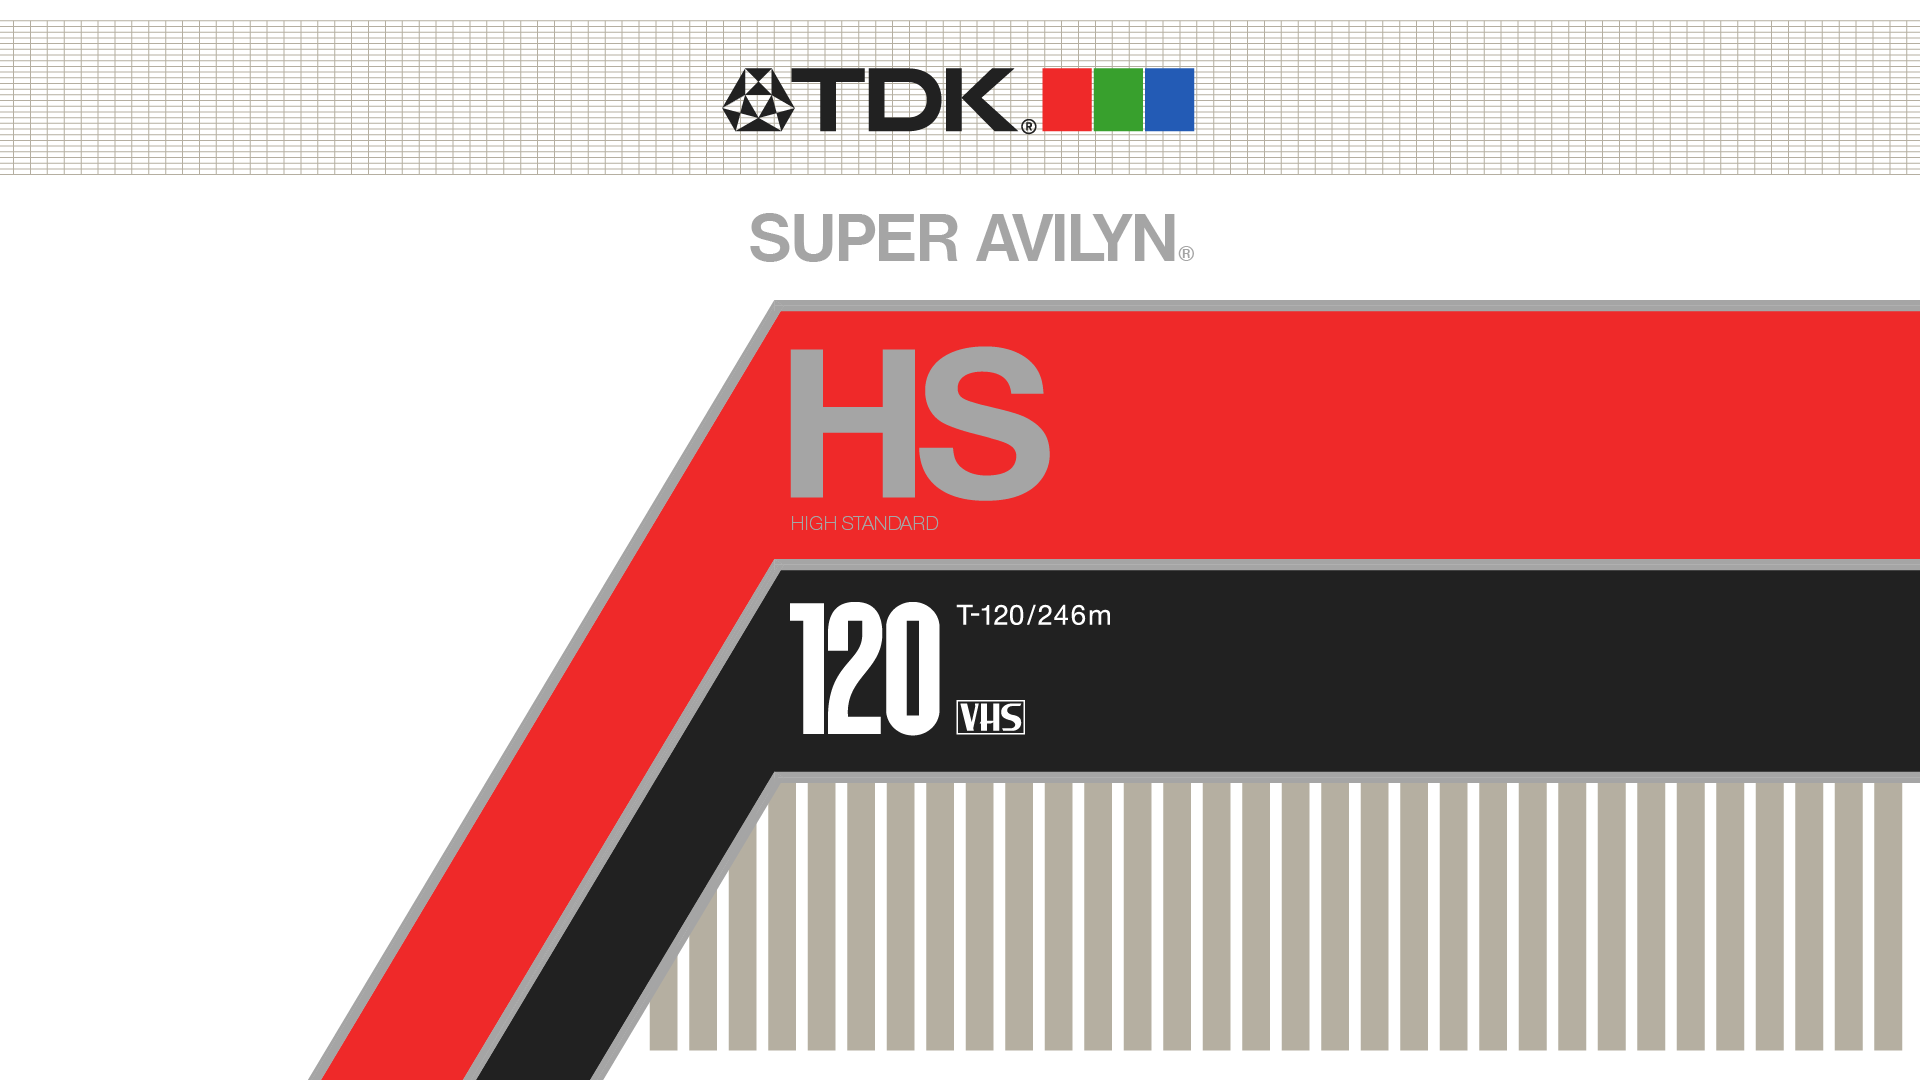 TDK®
SUPER AVILYN®
HS
HIGH STANDARD
120
T-120/246m
VHS